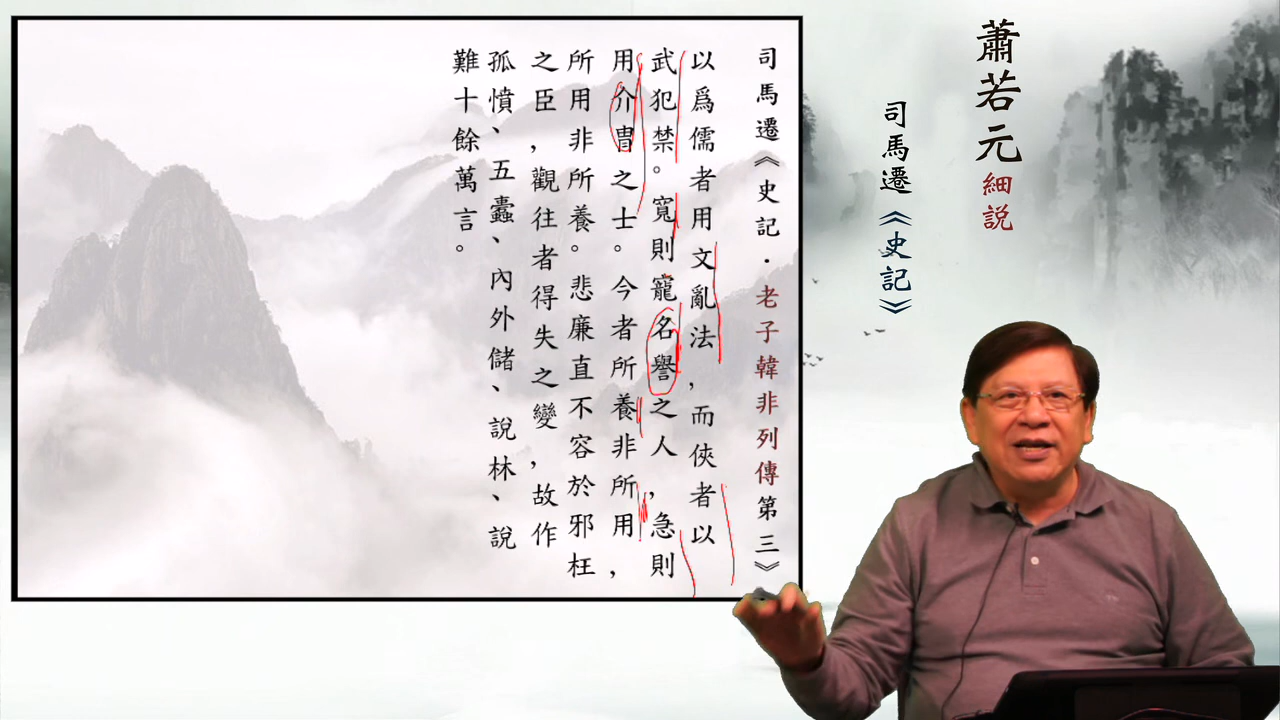 蕭若元細說
司馬遷《史記》
司馬遷《史記·老子韓非列傳第三》
以爲儒者用文亂法，而俠者以
武犯禁。寬則寵名譽之人，急則
用介冑之士。今者所養非所用，
所用非所養。悲廉直不容於邪枉
之臣，觀往者得失之變，故作
孤憤、五蠹、內外儲、說林、說
難十餘萬言。